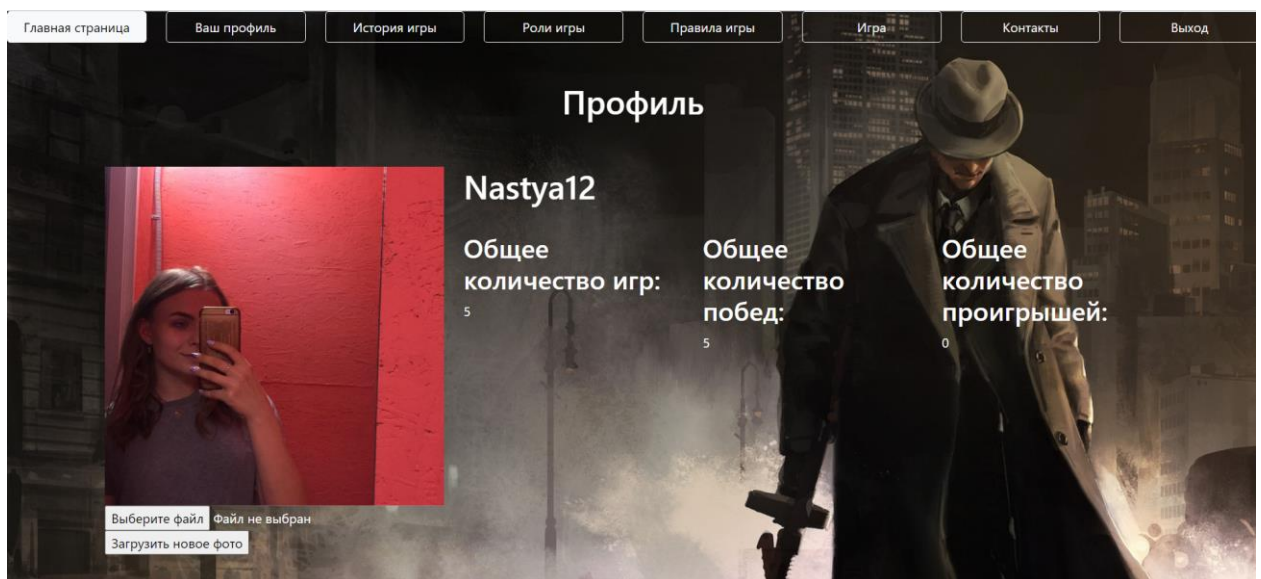 Главная страница
Ваш профиль
История игры
Роли игры
Правила игры
Игра
Контакты
Выход
Профиль
Nastya12
Общее
количество игр:
5
Общее
количество
побед:
5
Общее
количество
проигрышей:
0
Выберите файл Файл не выбран
Загрузить новое фото